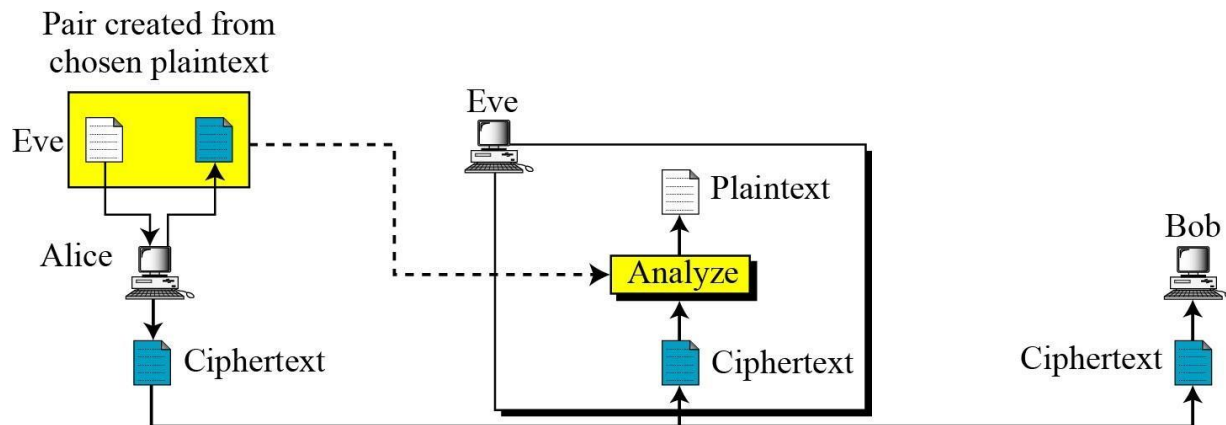 Pair created from
chosen plaintext
Eve
Eve
Plaintext
Alice
Analyze
Bob
Ciphertext
Ciphertext
Ciphertext